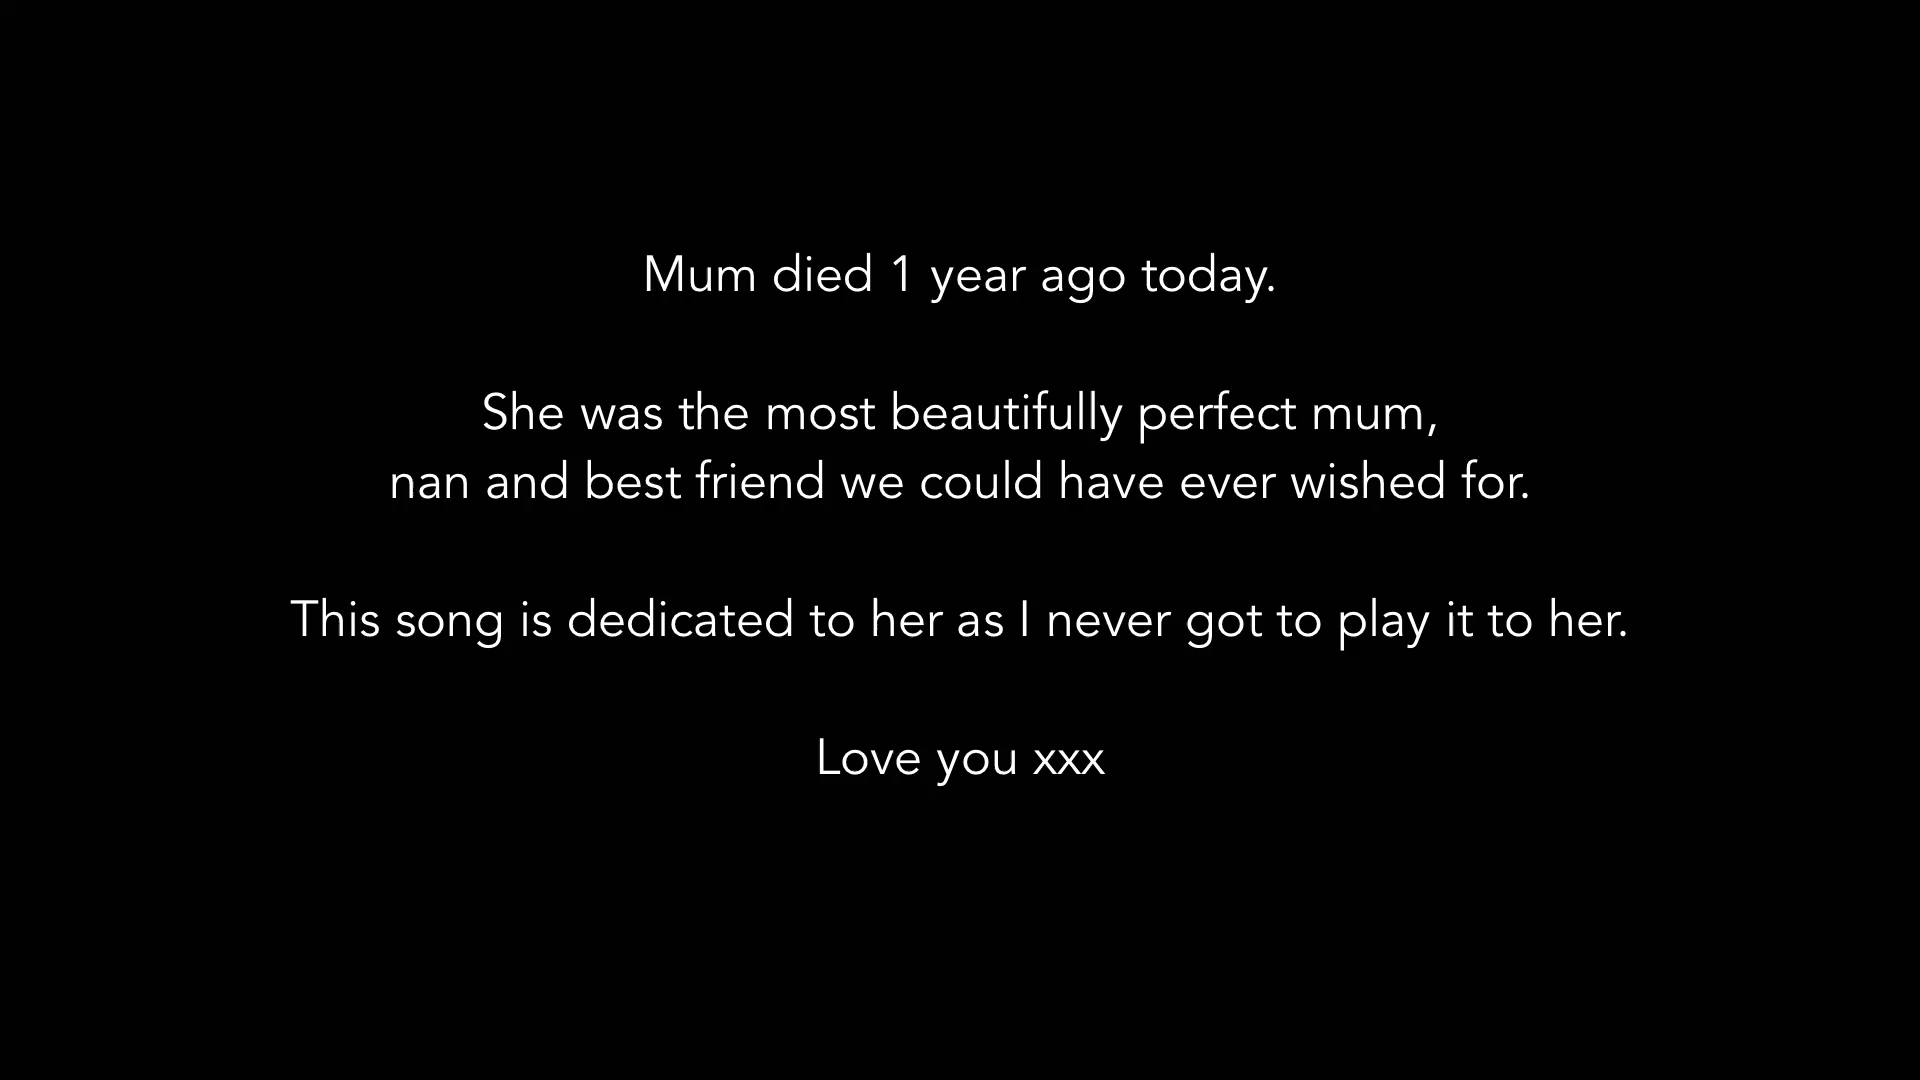 Mum died 1 year ago today.
She was the most beautifully perfect mum,
nan and best friend we could have ever wished for.
This song is dedicated to her as I never got to play it to her.
Love you xxx